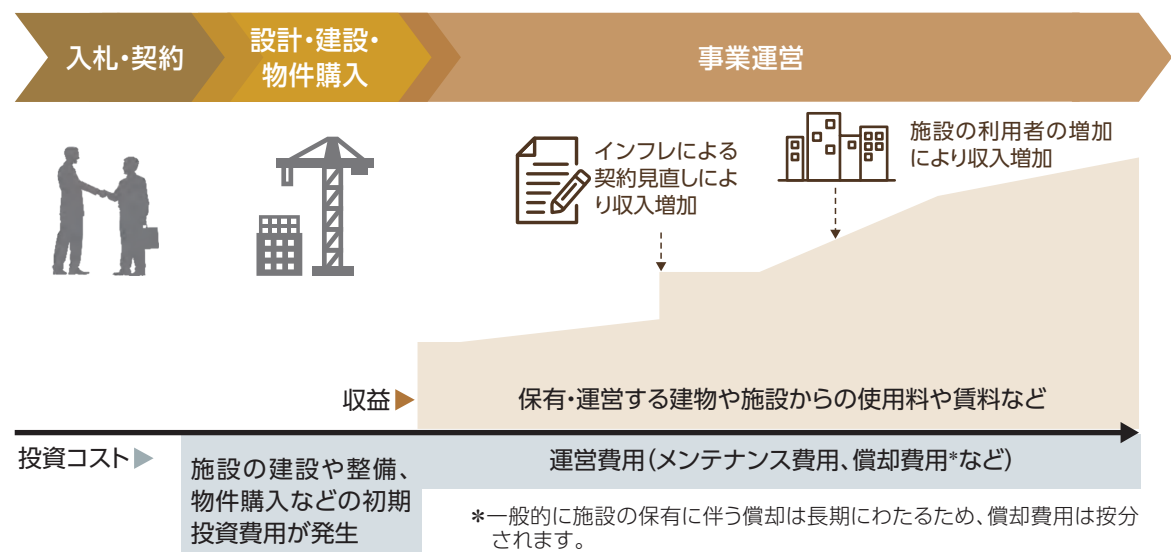 入札・契約
設計・建設・
物件購入
事業運営
インフレによる
契約見直しによ
り収入増加
施設の利用者の増加
により収入増加
収益▶
保有・運営する建物や施設からの使用料や賃料など
投資コスト▶
施設の建設や整備、
物件購入などの初期
投資費用が発生
運営費用(メンテナンス費用、償却費用*など)
*一般的に施設の保有に伴う償却は長期にわたるため、償却費用は按分
されます。